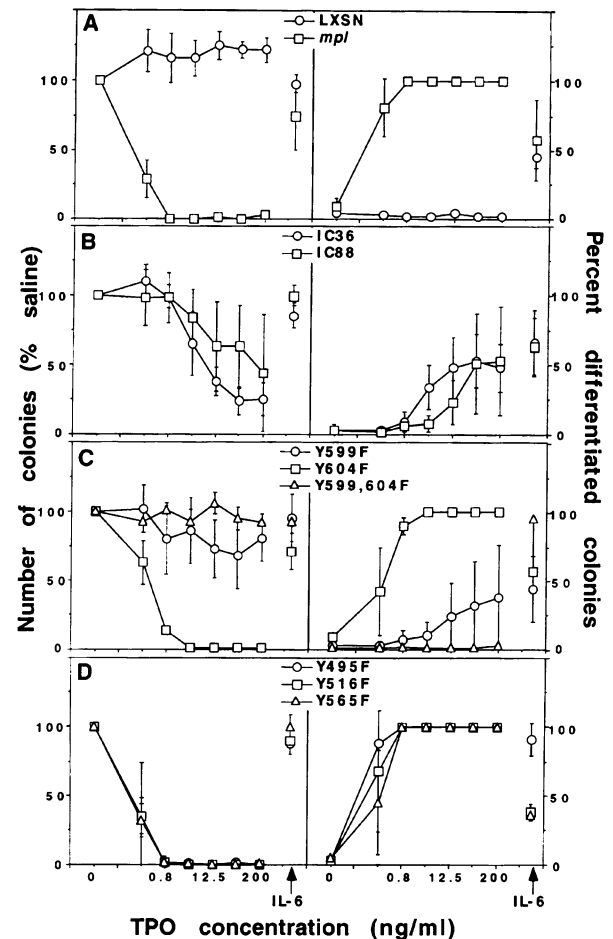 A
LXSN
mpl
100
50
0
100
50
0
B
IC36
IC88
100
50
0
100
50
0
C
Y599F
Y604F
Y599,604F
100
50
0
100
50
0
D
Y495F
Y516F
Y565F
100
50
0
100
50
0
Number of colonies (% saline)
Percent differentiated colonies
0 0.8 12.5 200
0 0.8 12.5 200
IL-6
IL-6
TPO concentration (ng/ml)